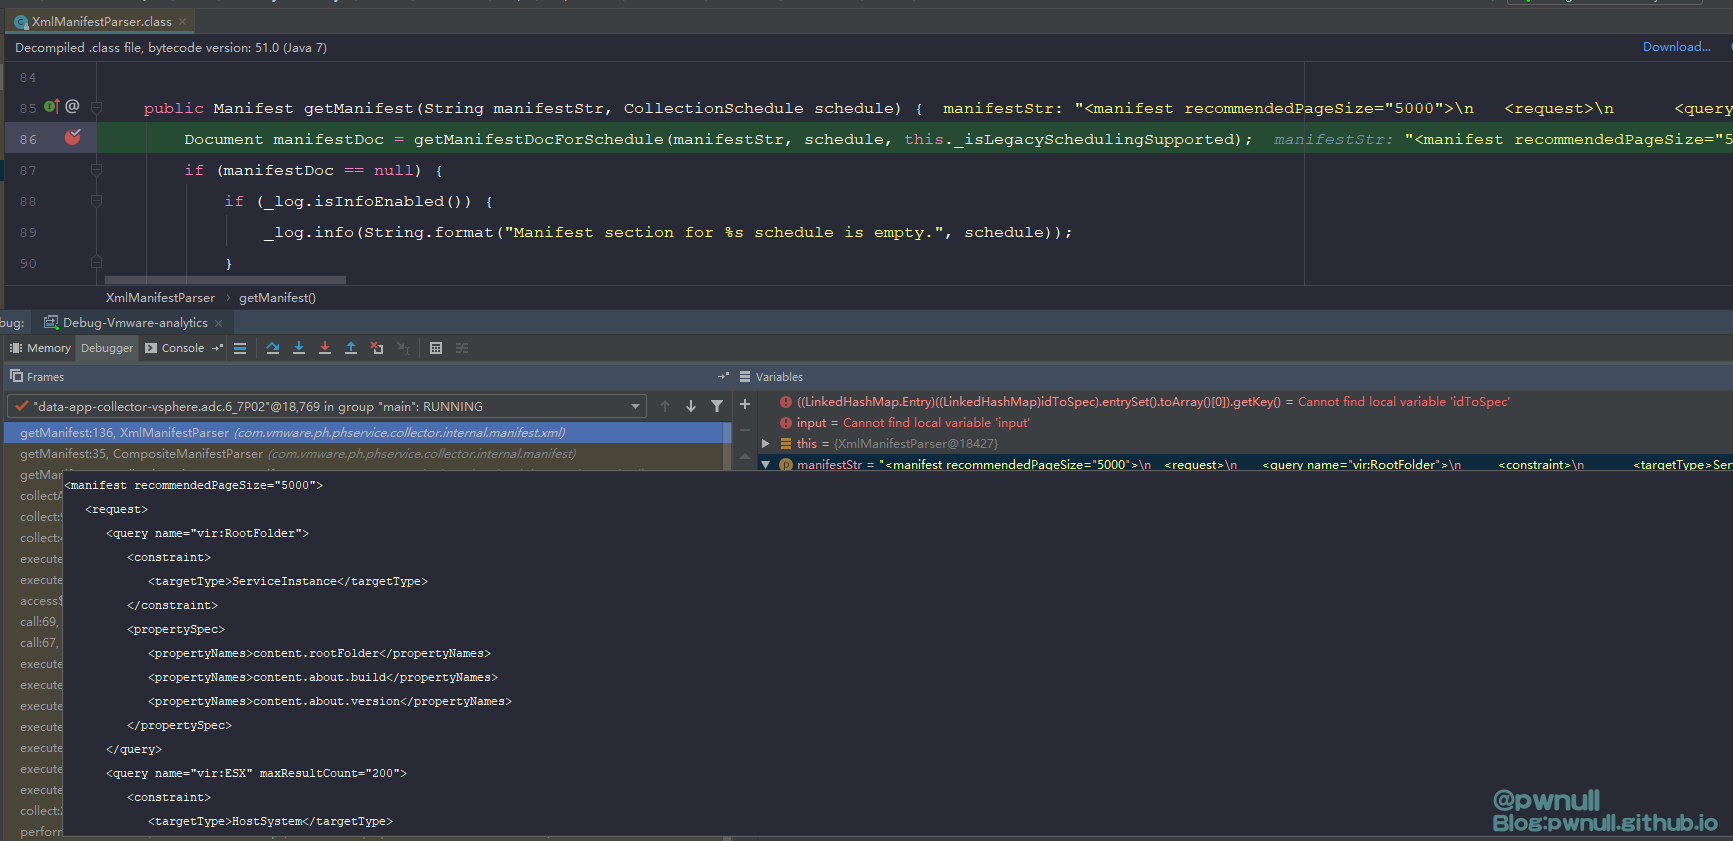 XmlManifestParser.class
Decompiled .class file, bytecode version: 51.0 (Java 7)
Download...
84
85 public Manifest getManifest(String manifestStr, CollectionSchedule schedule) { manifestStr: "<manifest recommendedPageSize="5000">\n <request>\n <query
86 Document manifestDoc = getManifestDocForSchedule(manifestStr, schedule, this._isLegacySchedulingSupported); manifestStr: "<manifest recommendedPageSize="5
87 if (manifestDoc == null) {
88 if (_log.isInfoEnabled()) {
89 _log.info(String.format("Manifest section for %s schedule is empty.", schedule));
90 }
XmlManifestParser › getManifest()
bug: Debug-Vmware-analytics
Memory Debugger Console
Frames
Variables
"data-app-collector-vsphere.adc.6_7P02"@18,769 in group "main": RUNNING
((LinkedHashMap.Entry)((LinkedHashMap)idToSpec).entrySet().toArray()[0]).getKey() = Cannot find local variable 'idToSpec'
getManifest:136, XmlManifestParser (com.vmware.ph.phservice.collector.internal.manifest.xml)
input = Cannot find local variable 'input'
getManifest:35, CompositeManifestParser (com.vmware.ph.phservice.collector.internal.manifest)
this = {XmlManifestParser@18427}
getMar
manifestStr = "<manifest recommendedPageSize="5000">\n <request>\n <query name="vir:RootFolder">\n <constraint>\n <targetType>Ser
collectA
collect:
collect:4
execute
execute
access$
call:69,
call:67,
execute
execute
execute
execute
execute
execute
execute
collect:
perforn
<manifest recommendedPageSize="5000">
<request>
<query name="vir:RootFolder">
<constraint>
<targetType>ServiceInstance</targetType>
</constraint>
<propertySpec>
<propertyNames>content.rootFolder</propertyNames>
<propertyNames>content.about.build</propertyNames>
<propertyNames>content.about.version</propertyNames>
</propertySpec>
</query>
<query name="vir:ESX" maxResultCount="200">
<constraint>
<targetType>HostSystem</targetType>
@pwnull
Blog:pwnull.github.io